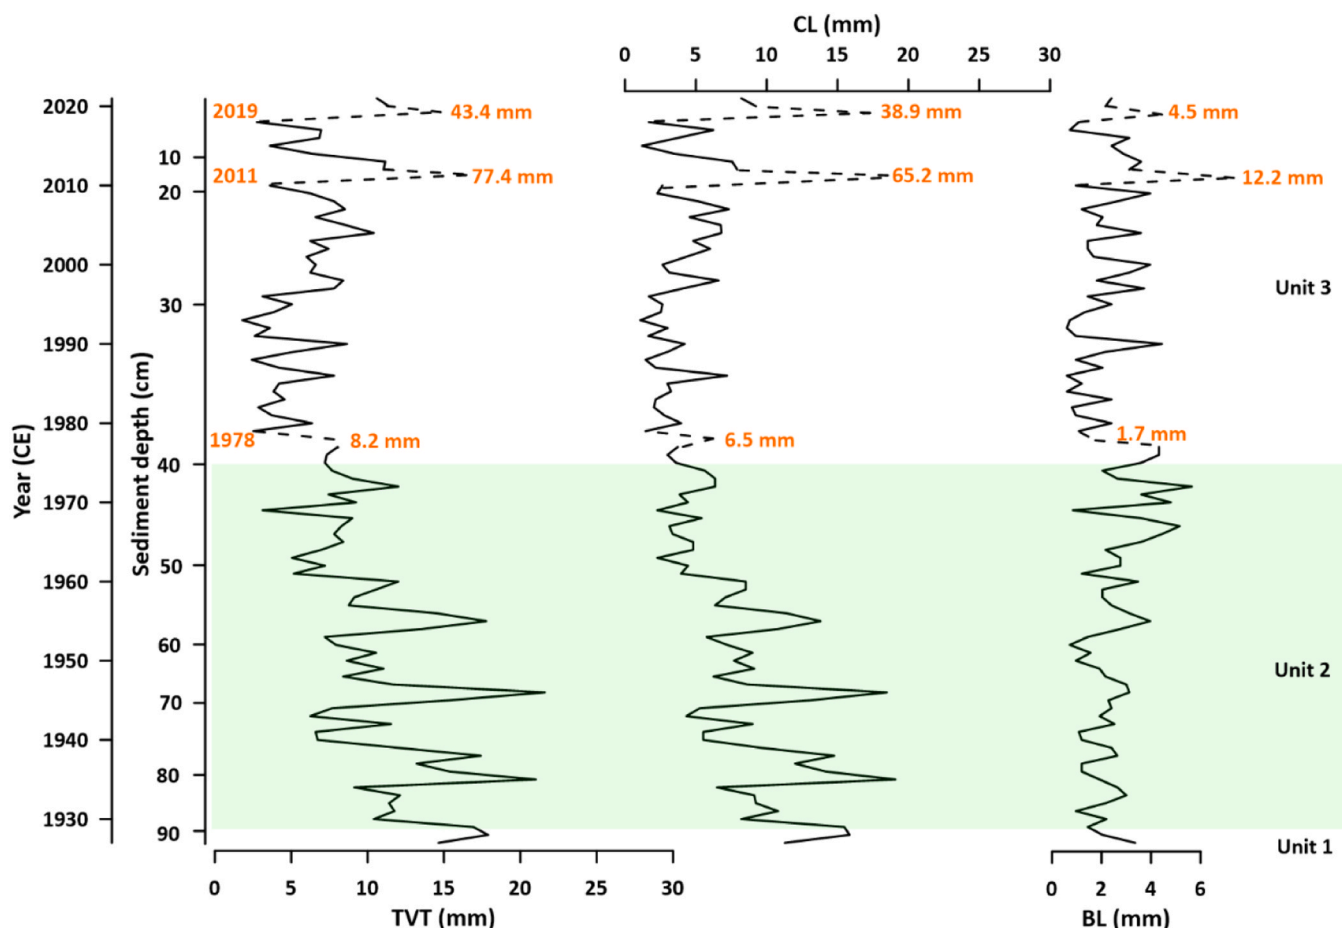 CL (mm)
0 5 10 15 20 25 30
2020
2019 43.4 mm 38.9 mm 4.5 mm
10
2011 77.4 mm 65.2 mm 12.2 mm
2010
20
2000
Unit 3
30
1990
1980
1978 8.2 mm 6.5 mm 1.7 mm
40
1970
50
1960
60
1950
Unit 2
70
1940
80
1930
90
Unit 1
Year (CE)
Sediment depth (cm)
0 5 10 15 20 25 30
TVT (mm)
0 2 4 6
BL (mm)